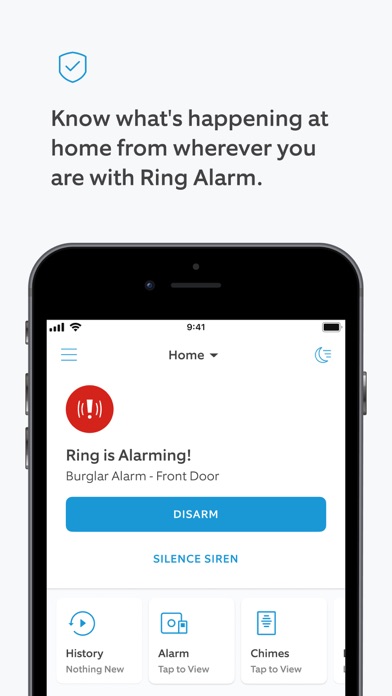 Know what's happening at
home from wherever you
are with Ring Alarm.
9:41
Home
Ring is Alarming!
Burglar Alarm - Front Door
DISARM
SILENCE SIREN
History
Nothing New
Alarm
Tap to View
Chimes
Tap to View